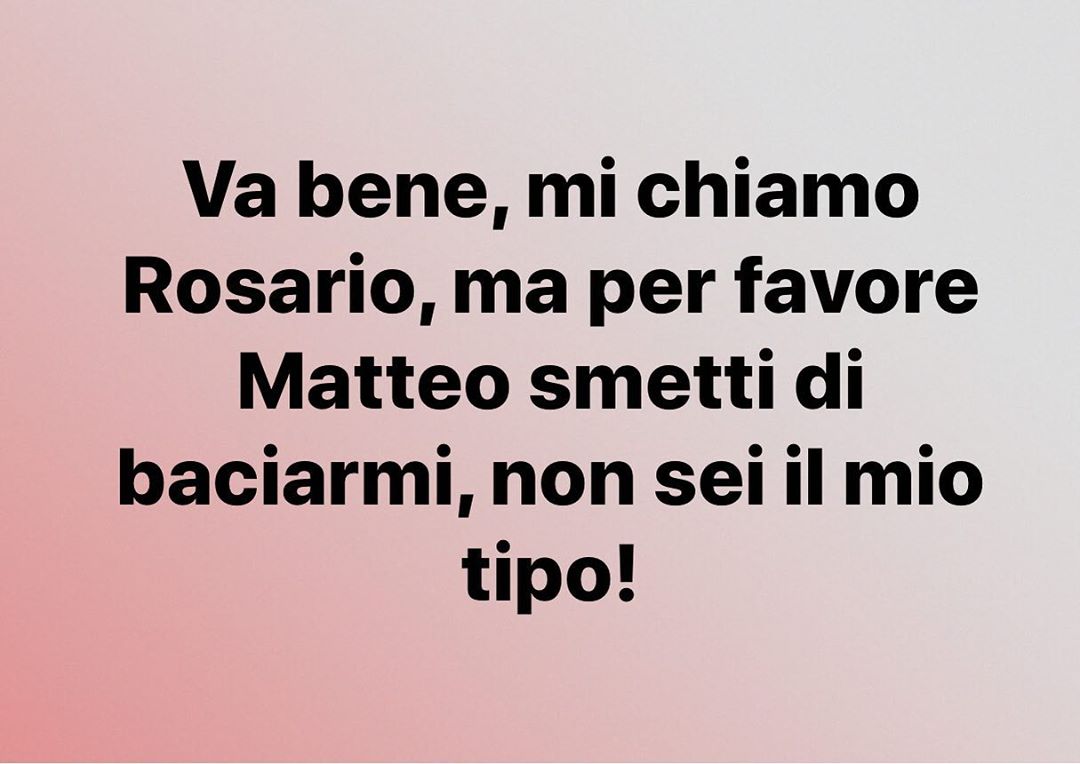 Va bene, mi chiamo
Rosario, ma per favore
Matteo smetti di
baciarmi, non sei il mio
tipo!